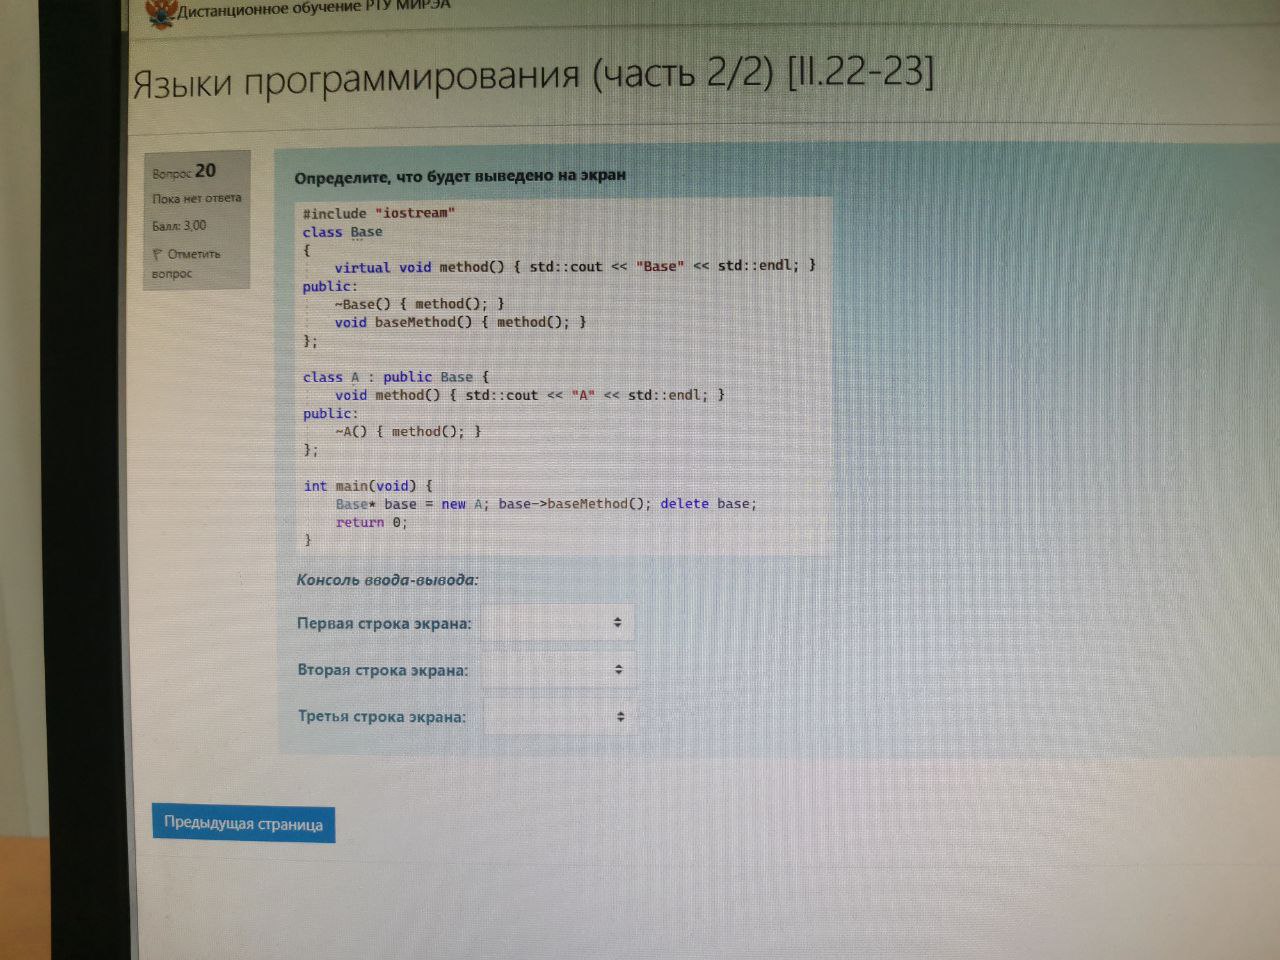 Дистанционное обучение РТУ МИРЭА
Языки программирования (часть 2/2) [II.22-23]
Вопрос 20
Пока нет ответа
Балл: 3,00
Отметить
вопрос
Определите, что будет выведено на экран
#include "iostream"
class Base
{
    virtual void method() { std::cout << "Base" << std::endl; }
public:
    ~Base() { method(); }
    void baseMethod() { method(); }
};
class A : public Base {
    void method() { std::cout << "A" << std::endl; }
public:
    ~A() { method(); }
};
int main(void) {
    Base* base = new A; base->baseMethod(); delete base;
    return 0;
}
Консоль ввода-вывода:
Первая строка экрана:
Вторая строка экрана:
Третья строка экрана:
Предыдущая страница